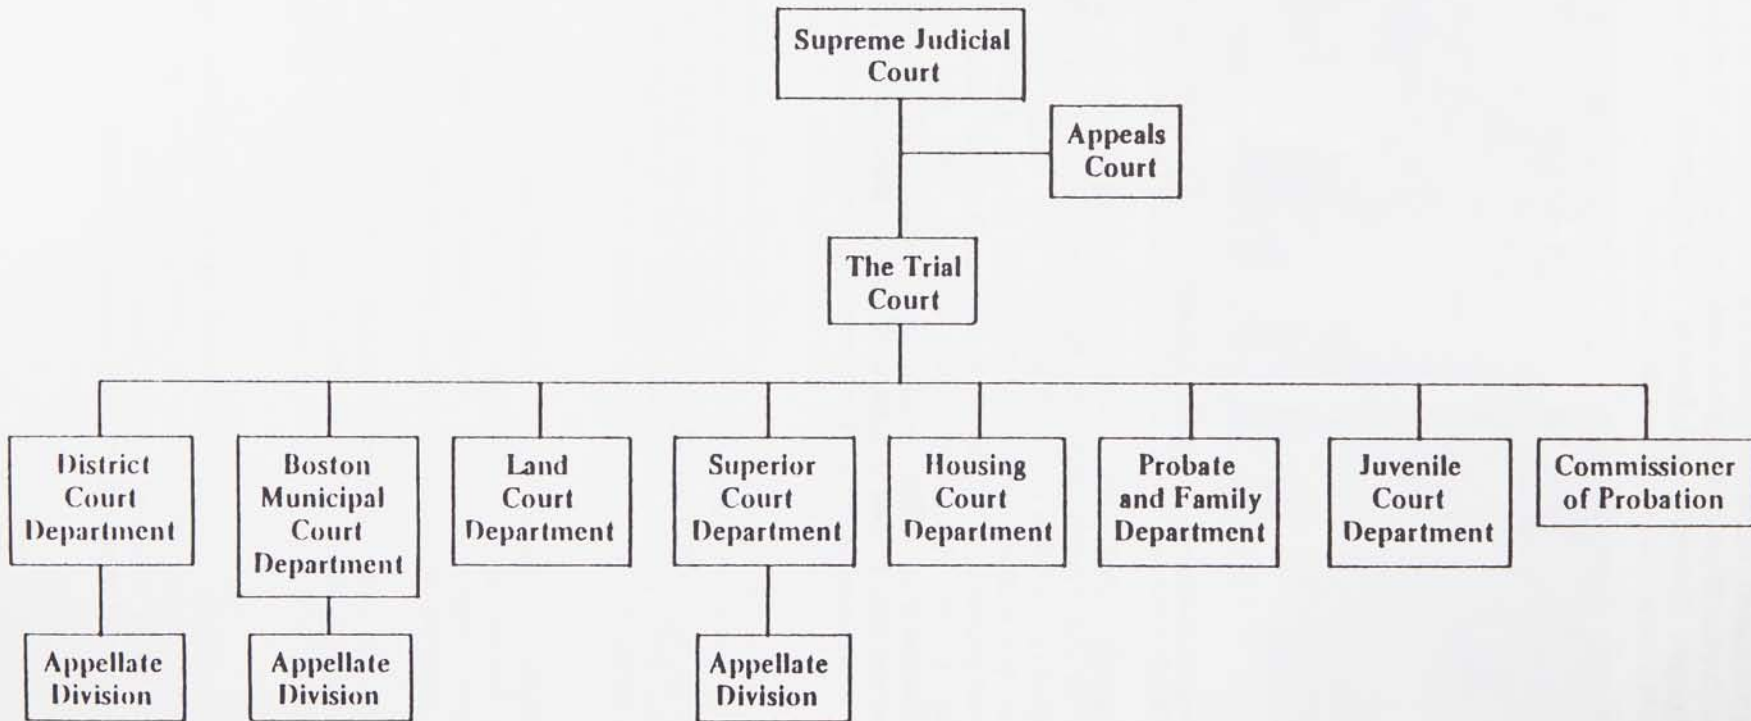 Supreme Judicial
Court
Appeals
Court
The Trial
Court
District
Court
Department
Boston
Municipal
Court
Department
Land
Court
Department
Superior
Court
Department
Housing
Court
Department
Probate
and Family
Department
Juvenile
Court
Department
Commissioner
of Probation
Appellate
Division
Appellate
Division
Appellate
Division